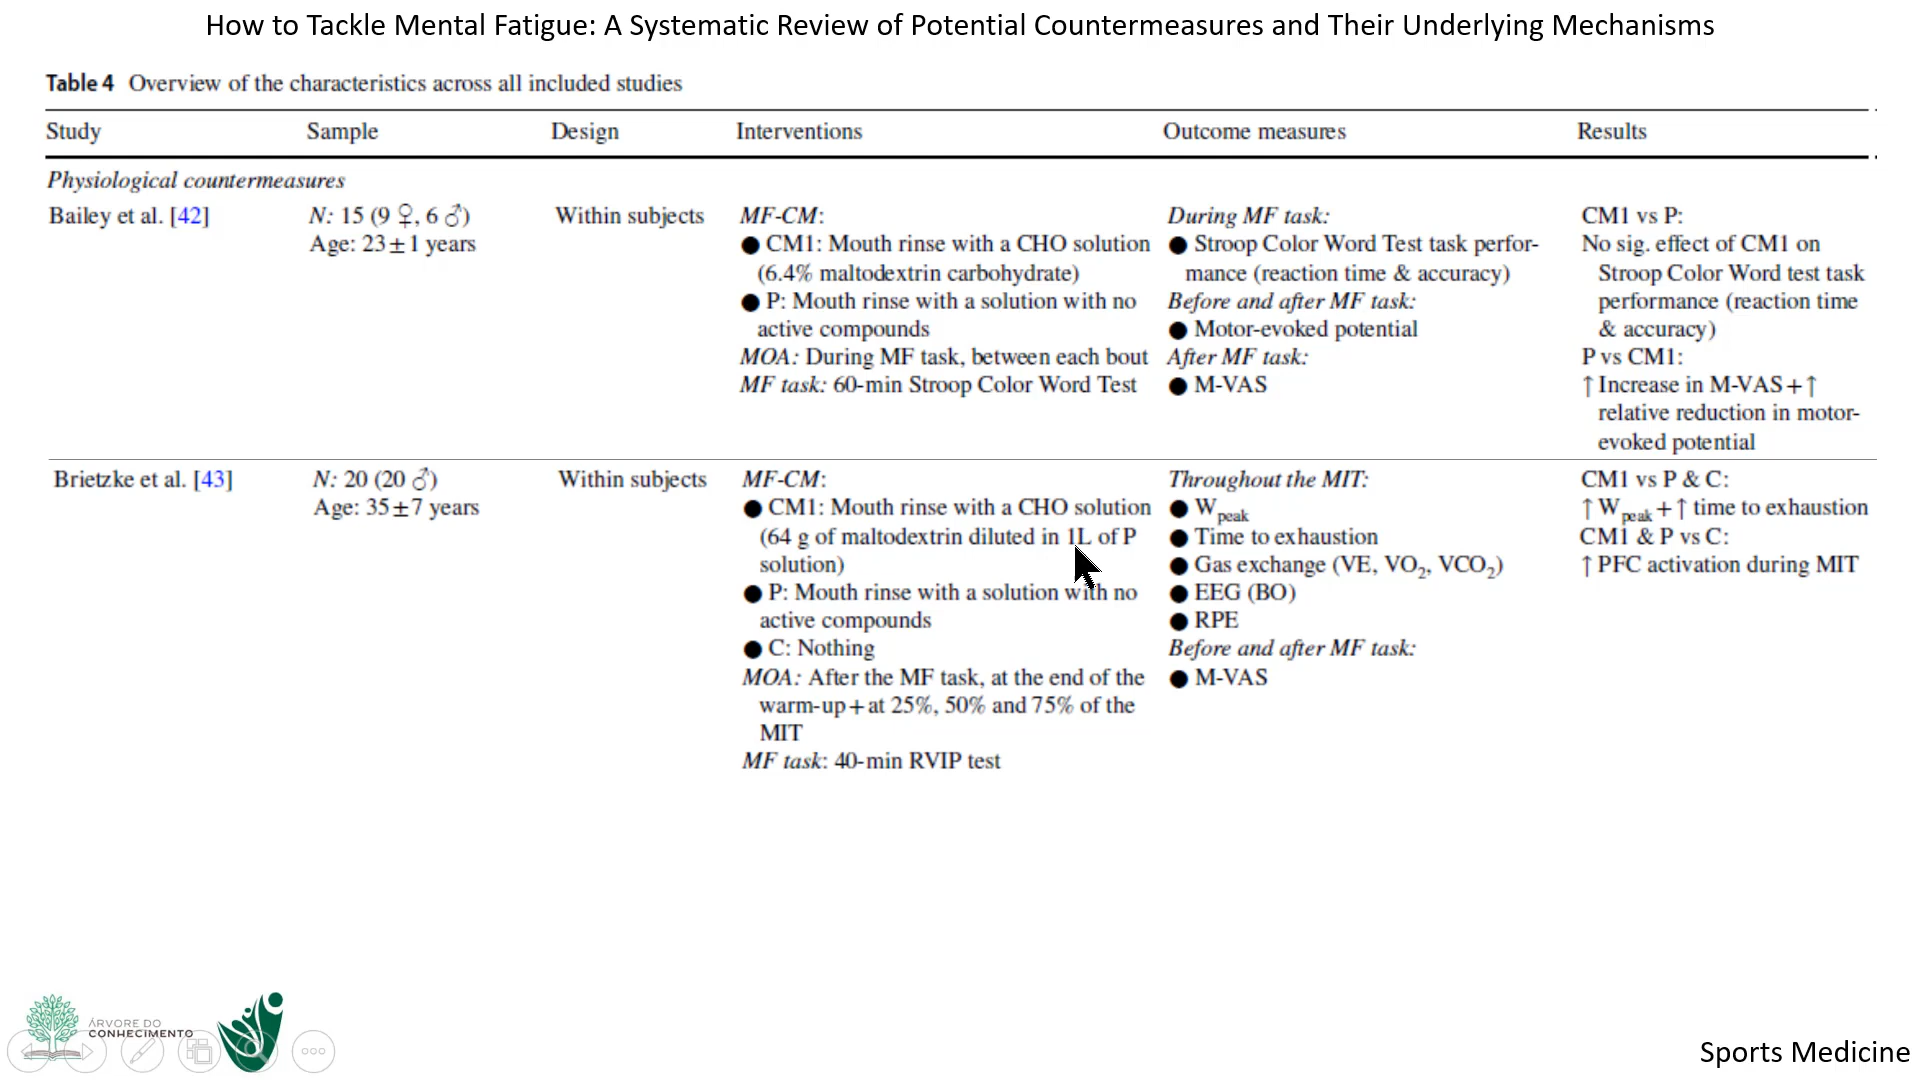 How to Tackle Mental Fatigue: A Systematic Review of Potential Countermeasures and Their Underlying Mechanisms
Table 4 Overview of the characteristics across all included studies
Study Sample Design Interventions Outcome measures Results
Physiological countermeasures
Bailey et al. [42]
N: 15 (9 ♀, 6 ♂)
Age: 23 ± 1 years
Within subjects
MF-CM:
● CM1: Mouth rinse with a CHO solution
(6.4% maltodextrin carbohydrate)
● P: Mouth rinse with a solution with no
active compounds
MOA: During MF task, between each bout
MF task: 60-min Stroop Color Word Test
During MF task:
● Stroop Color Word Test task perfor-
mance (reaction time & accuracy)
Before and after MF task:
● Motor-evoked potential
After MF task:
● M-VAS
CM1 vs P:
No sig. effect of CM1 on
Stroop Color Word test task
performance (reaction time
& accuracy)
P vs CM1:
↑ Increase in M-VAS + ↑
relative reduction in motor-
evoked potential
Brietzke et al. [43]
N: 20 (20 ♂)
Age: 35 ± 7 years
Within subjects
MF-CM:
● CM1: Mouth rinse with a CHO solution
(64 g of maltodextrin diluted in 1L of P
solution)
● P: Mouth rinse with a solution with no
active compounds
● C: Nothing
MOA: After the MF task, at the end of the
warm-up + at 25%, 50% and 75% of the
MIT
MF task: 40-min RVIP test
Throughout the MIT:
● Wpeak
● Time to exhaustion
● Gas exchange (VE, VO2, VCO2)
● EEG (BO)
● RPE
Before and after MF task:
● M-VAS
CM1 vs P & C:
↑ Wpeak + ↑ time to exhaustion
CM1 & P vs C:
↑ PFC activation during MIT
ÁRVORE DO
CONHECIMENTO
Sports Medicine